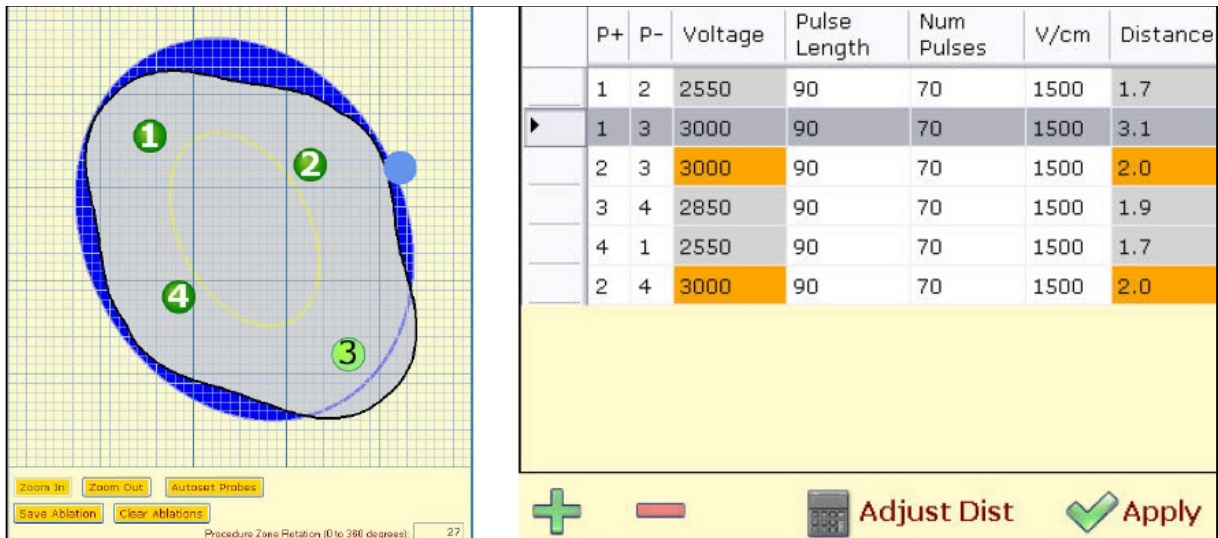 1
2
4
3
Zoom In Zoom Out Autoset Probes
Save Ablation Clear Ablations
Procedure Zone Rotation (0 to 360 degrees): 27
P+ P- Voltage Pulse Length Num Pulses V/cm Distance
1 2 2550 90 70 1500 1.7
1 3 3000 90 70 1500 3.1
2 3 3000 90 70 1500 2.0
3 4 2850 90 70 1500 1.9
4 1 2550 90 70 1500 1.7
2 4 3000 90 70 1500 2.0
Adjust Dist Apply